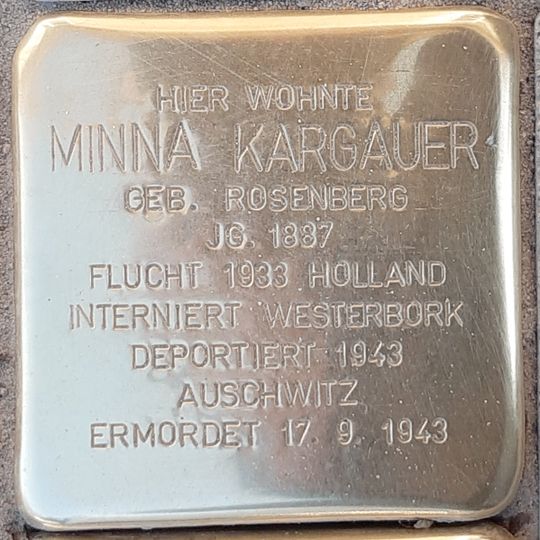 HIER WOHNTE
MINNA KARGAUER
GEB. ROSENBERG
JG. 1887
FLUCHT 1933 HOLLAND
INTERNIERT WESTERBORK
DEPORTIERT 1943
AUSCHWITZ
ERMORDET 17. 9. 1943